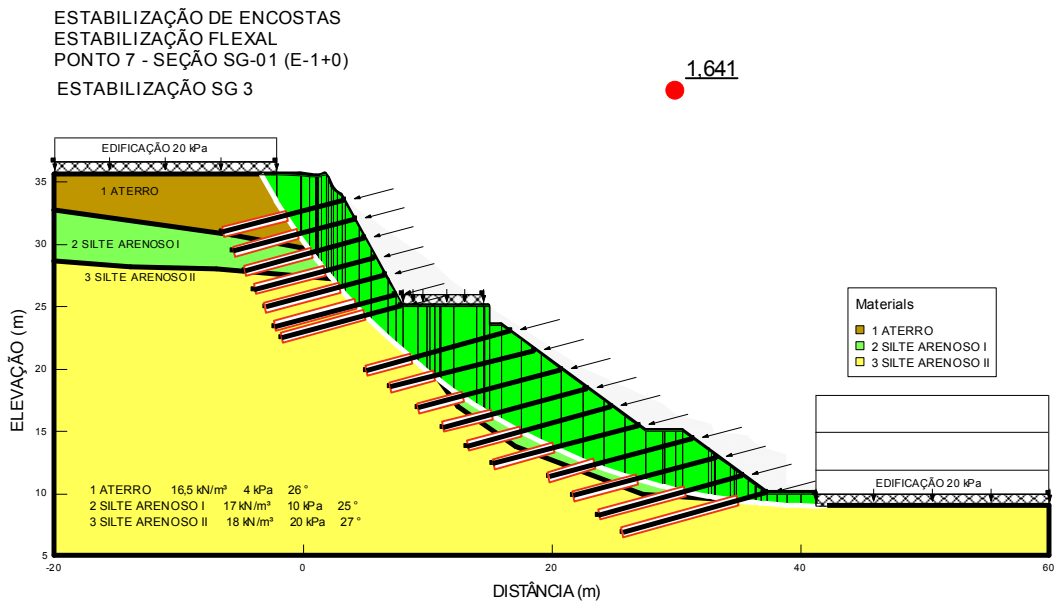 ESTABILIZAÇÃO DE ENCOSTAS
ESTABILIZAÇÃO FLEXAL
PONTO 7 - SEÇÃO SG-01 (E-1+0)
ESTABILIZAÇÃO SG 3
1,641
EDIFICAÇÃO 20 kPa
1 ATERRO
2 SILTE ARENOSO I
3 SILTE ARENOSO II
Materials
1 ATERRO
2 SILTE ARENOSO I
3 SILTE ARENOSO II
EDIFICAÇÃO 20 kPa
1 ATERRO 16,5 kN/m³ 4 kPa 26 °
2 SILTE ARENOSO I 17 kN/m³ 10 kPa 25 °
3 SILTE ARENOSO II 18 kN/m³ 20 kPa 27 °
ELEVAÇÃO (m)
35
30
25
20
15
10
5
-20 0 20 40 60
DISTÂNCIA (m)